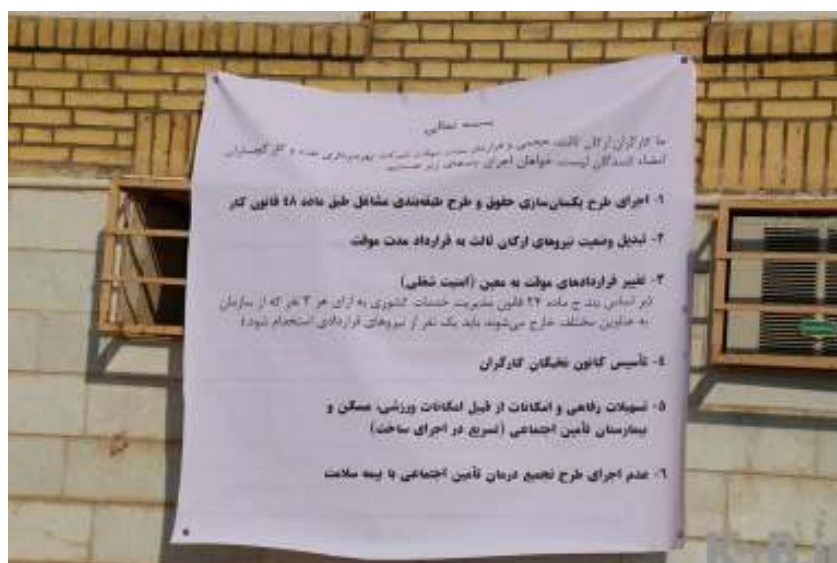 بسمه تعالی
ما کارگران ارکان ثالث، حجمی و قرارداد مدت موقت شرکت بهره‌برداری نفت و گاز گچساران
امضاء کنندگان لیست، خواهان اجرای بندهای زیر هستیم
۱- اجرای طرح یکسان‌سازی حقوق و طرح طبقه‌بندی مشاغل طبق ماده ۴۸ قانون کار
۲- تبدیل وضعیت نیروهای ارکان ثالث به قرارداد مدت موقت
۳- تغییر قراردادهای موقت به معین (امنیت شغلی)
(بر اساس بند ج ماده ۲۴ قانون مدیریت خدمات کشوری به ازای هر ۳ نفر که از سازمان
به عناوین مختلف خارج می‌شوند باید یک نفر از نیروهای قراردادی استخدام شود.)
۴- تأسیس کانون نخبگان کارگران
۵- تسهیلات رفاهی و امکانات از قبیل امکانات ورزشی، مسکن و
بیمارستان تأمین اجتماعی (تسریع در اجرای ساخت)
۶- عدم اجرای طرح تجمیع درمان تأمین اجتماعی با بیمه سلامت